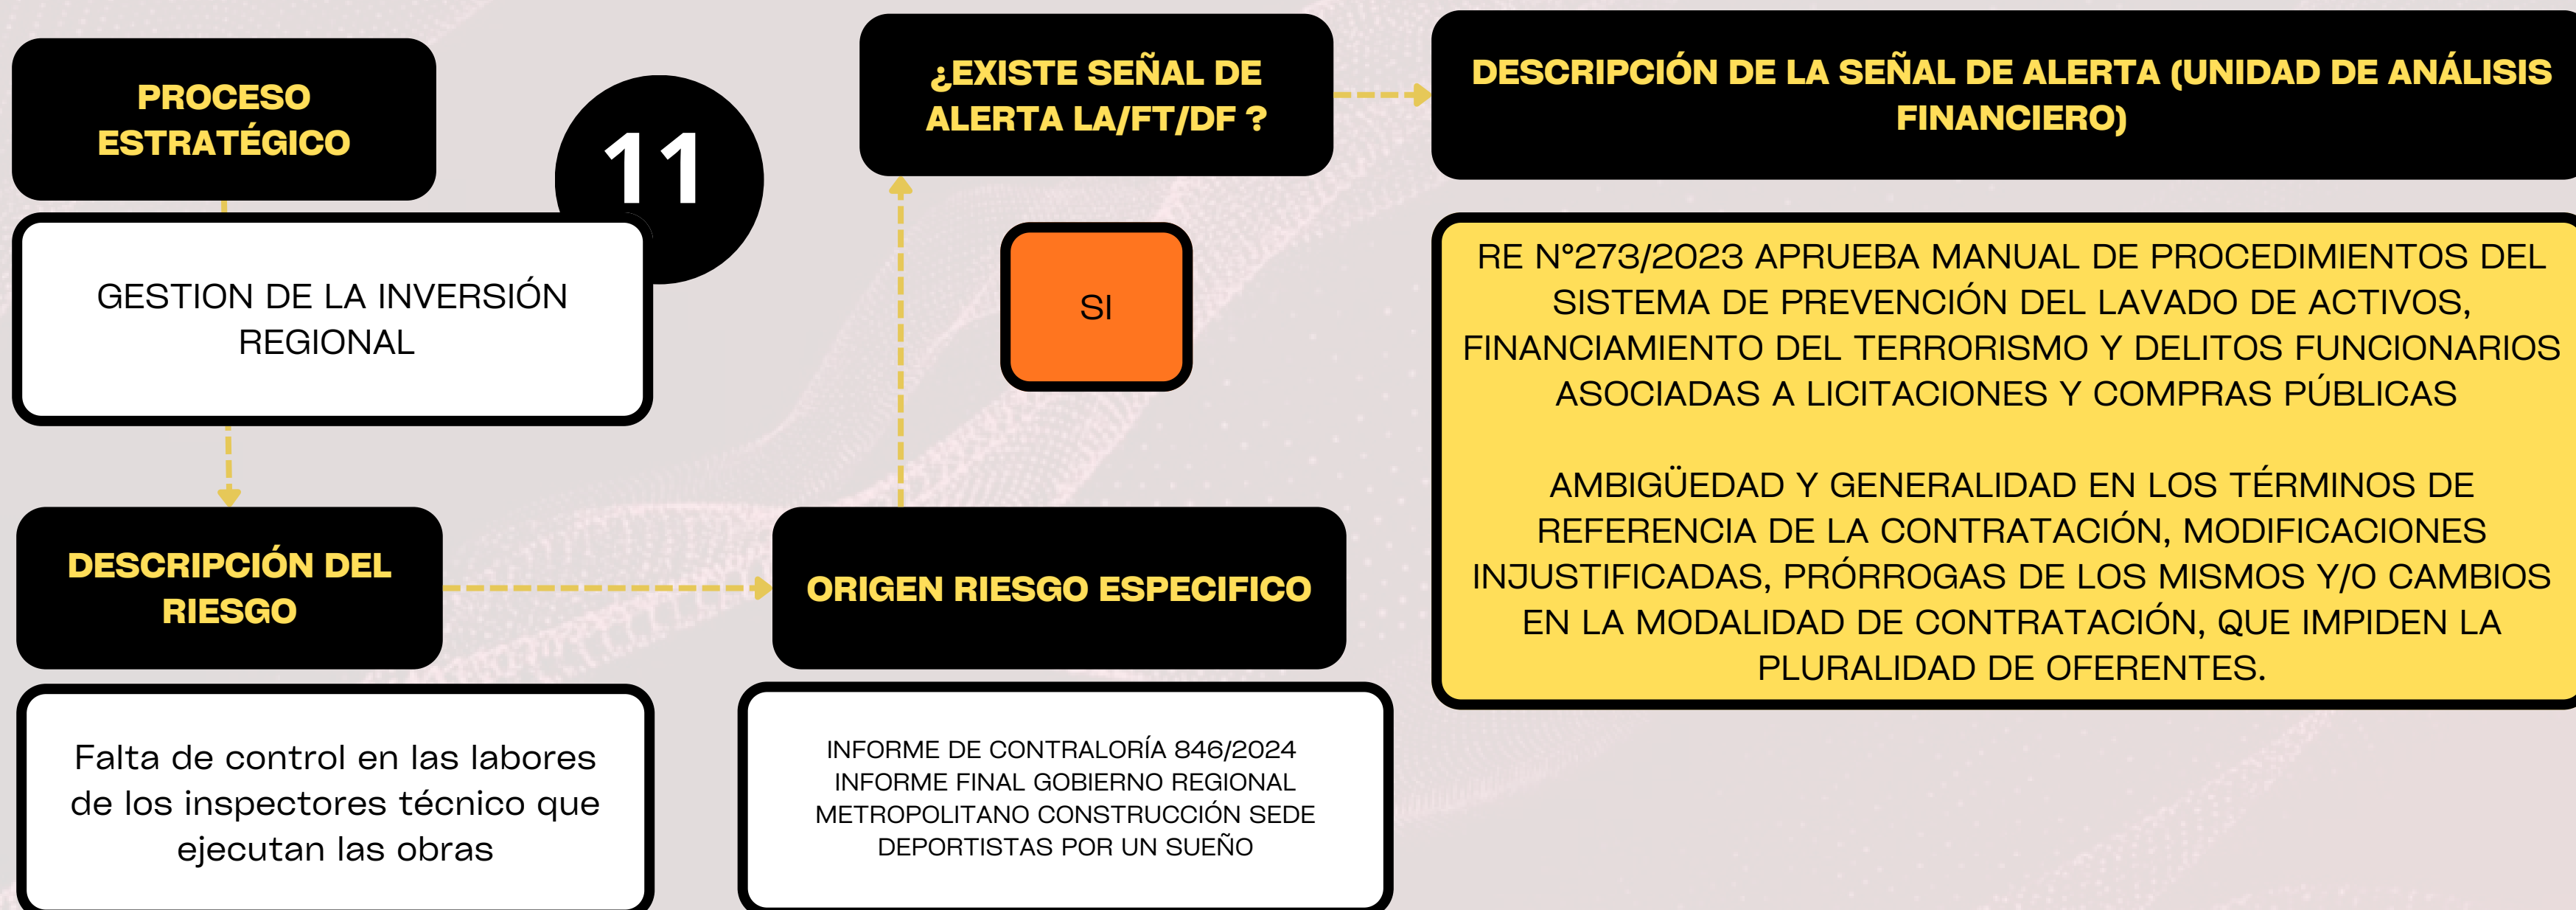 PROCESO
ESTRATÉGICO
11
GESTION DE LA INVERSIÓN
REGIONAL
DESCRIPCIÓN DEL
RIESGO
Falta de control en las labores
de los inspectores técnico que
ejecutan las obras
ORIGEN RIESGO ESPECIFICO
INFORME DE CONTRALORÍA 846/2024
INFORME FINAL GOBIERNO REGIONAL
METROPOLITANO CONSTRUCCIÓN SEDE
DEPORTISTAS POR UN SUEÑO
¿EXISTE SEÑAL DE
ALERTA LA/FT/DF ?
SI
DESCRIPCIÓN DE LA SEÑAL DE ALERTA (UNIDAD DE ANÁLISIS
FINANCIERO)
RE N°273/2023 APRUEBA MANUAL DE PROCEDIMIENTOS DEL
SISTEMA DE PREVENCIÓN DEL LAVADO DE ACTIVOS,
FINANCIAMIENTO DEL TERRORISMO Y DELITOS FUNCIONARIOS
ASOCIADAS A LICITACIONES Y COMPRAS PÚBLICAS
AMBIGÜEDAD Y GENERALIDAD EN LOS TÉRMINOS DE
REFERENCIA DE LA CONTRATACIÓN, MODIFICACIONES
INJUSTIFICADAS, PRÓRROGAS DE LOS MISMOS Y/O CAMBIOS
EN LA MODALIDAD DE CONTRATACIÓN, QUE IMPIDEN LA
PLURALIDAD DE OFERENTES.